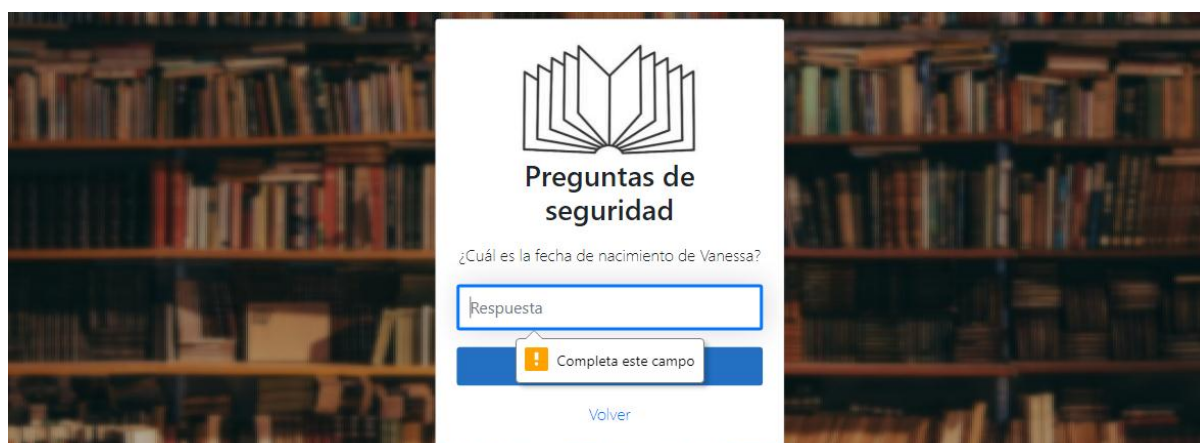 Preguntas de
seguridad
¿Cuál es la fecha de nacimiento de Vanessa?
Respuesta
! Completa este campo
Volver